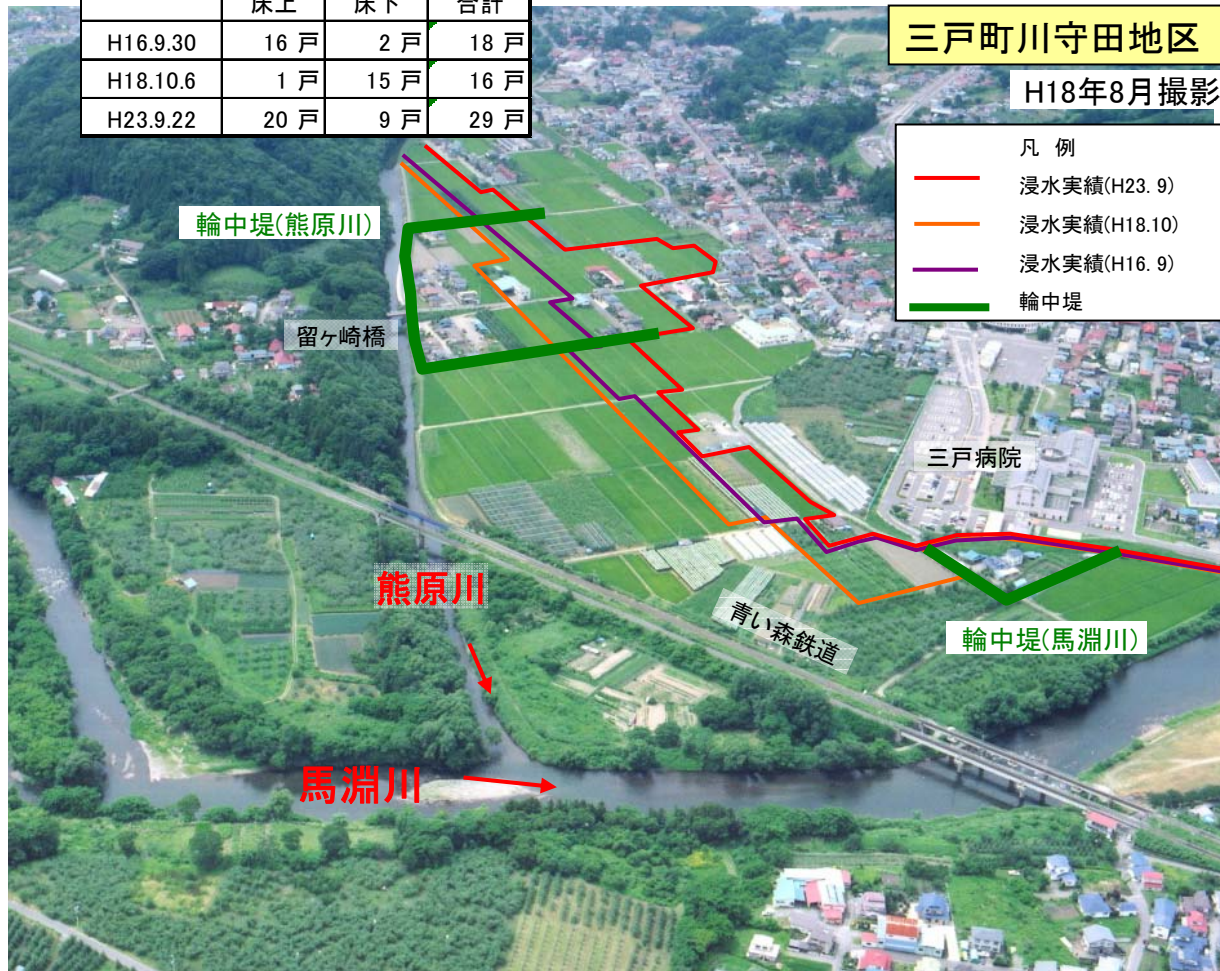 床上 床下 合計
H16.9.30 16 戸 2 戸 18 戸
H18.10.6 1 戸 15 戸 16 戸
H23.9.22 20 戸 9 戸 29 戸
三戸町川守田地区
H18年8月撮影
凡 例
浸水実績(H23. 9)
浸水実績(H18.10)
浸水実績(H16. 9)
輪中堤
輪中堤(熊原川)
留ヶ崎橋
三戸病院
熊原川
青い森鉄道
輪中堤(馬淵川)
馬淵川